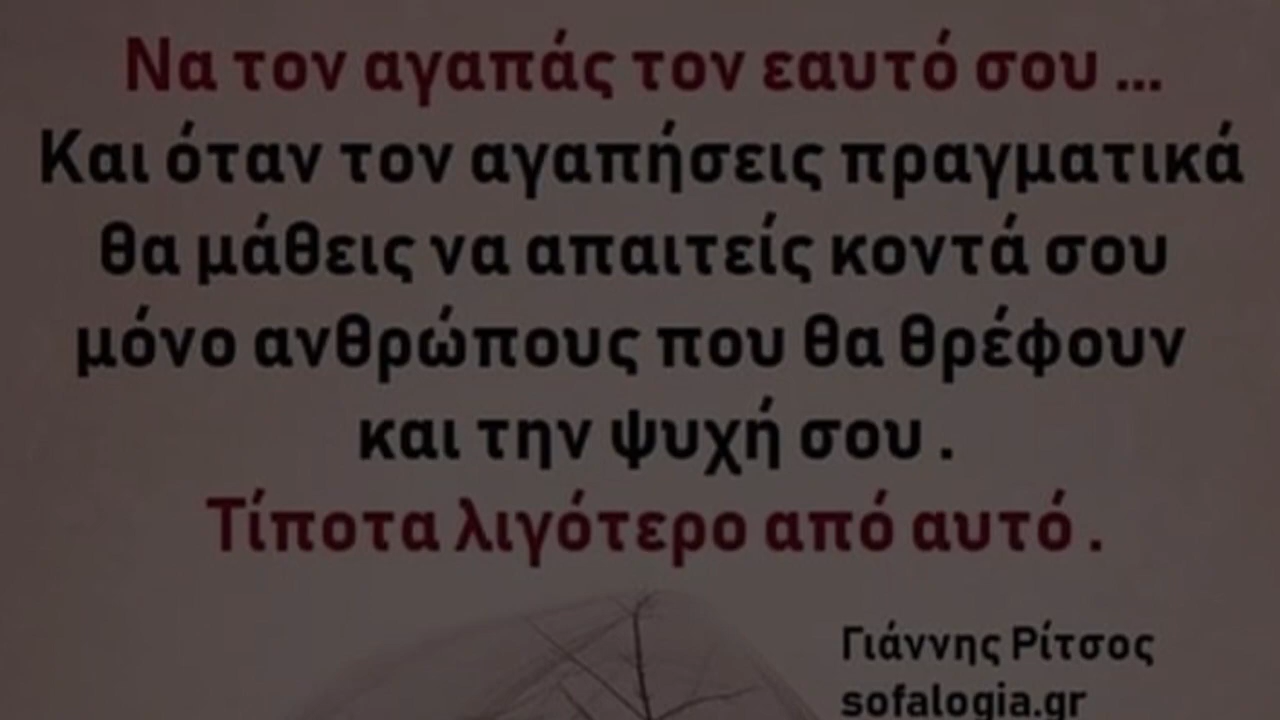 Να τον αγαπάς τον εαυτό σου ...
Και όταν τον αγαπήσεις πραγματικά
θα μάθεις να απαιτείς κοντά σου
μόνο ανθρώπους που θα θρέφουν
και την ψυχή σου .
Τίποτα λιγότερο από αυτό .
Γιάννης Ρίτσος
sofalogia.gr